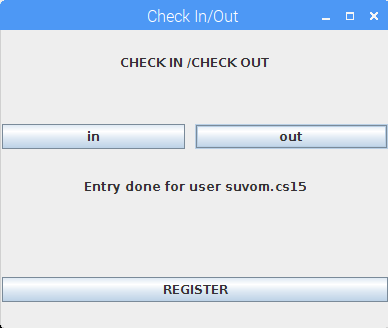 Check In/Out
CHECK IN /CHECK OUT
in
out
Entry done for user suvom.cs15
REGISTER